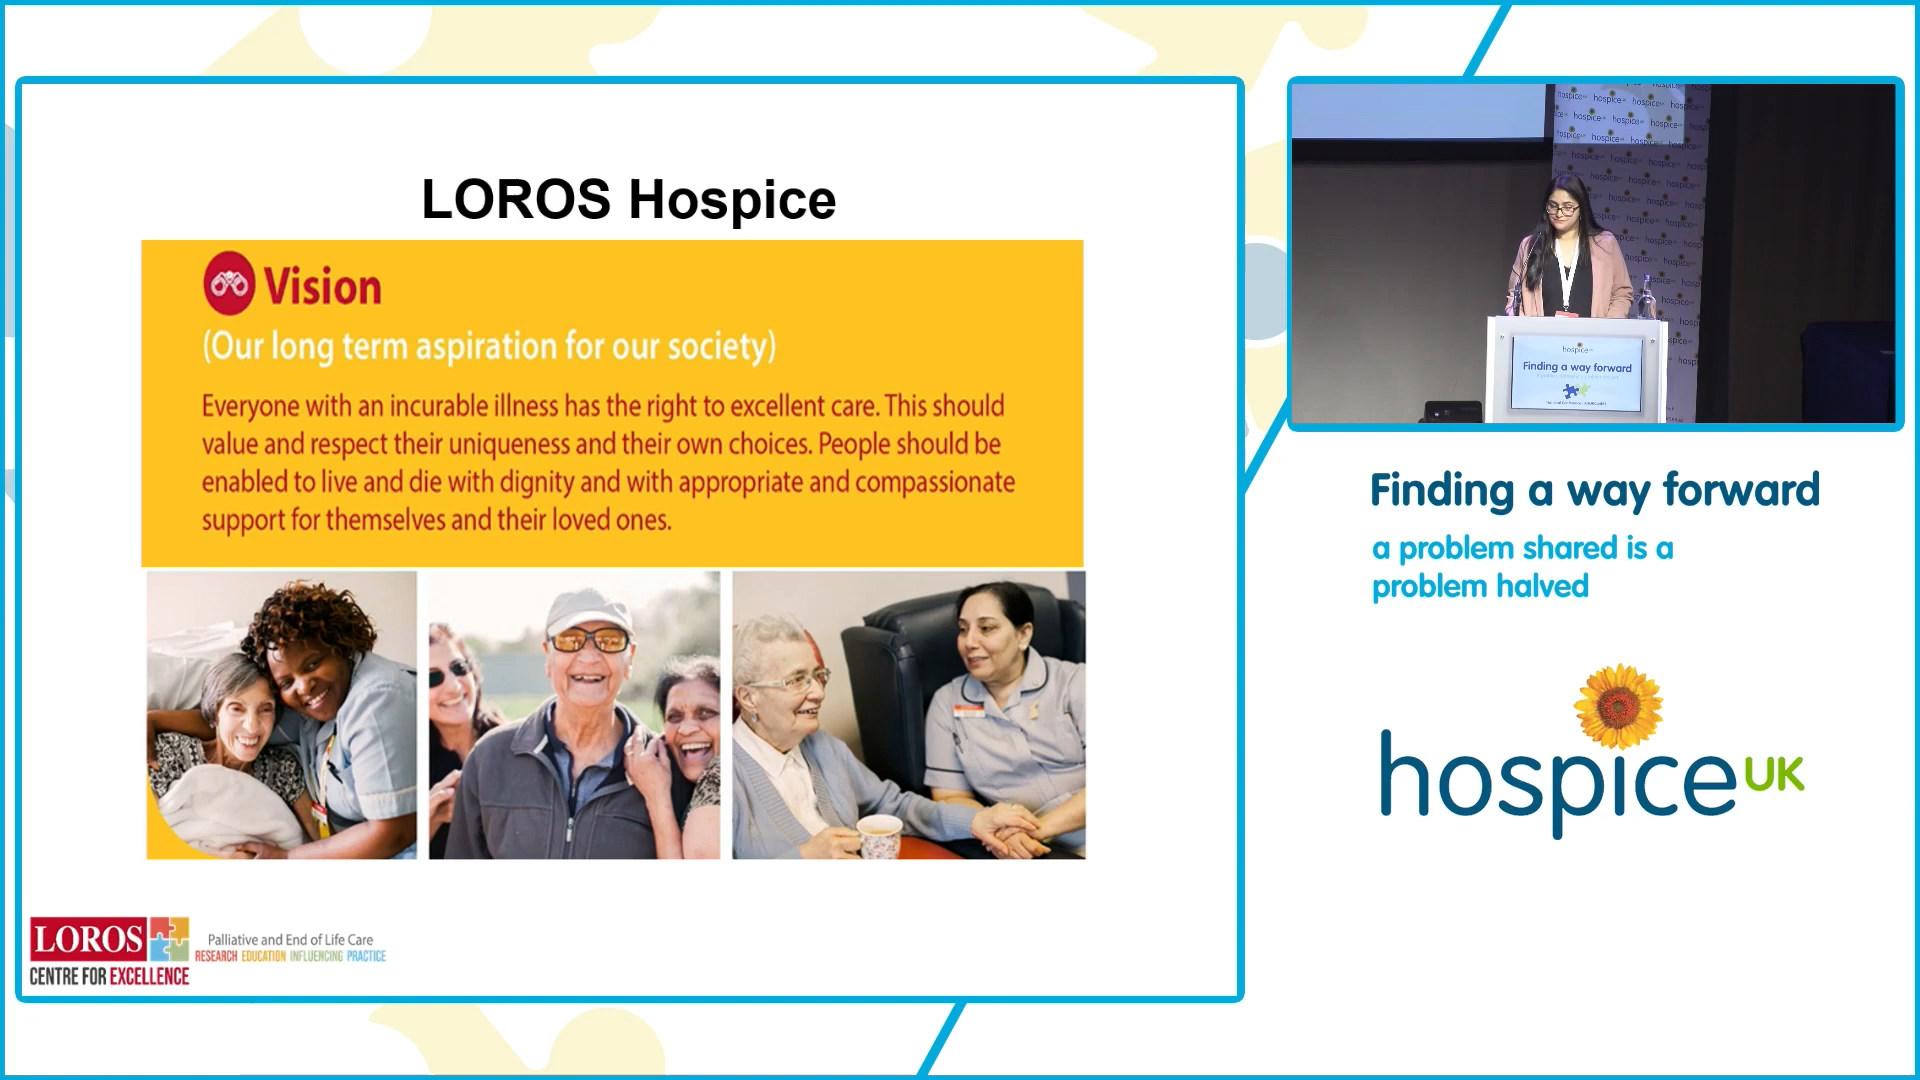 LOROS Hospice
Vision
(Our long term aspiration for our society)
Everyone with an incurable illness has the right to excellent care. This should
value and respect their uniqueness and their own choices. People should be
enabled to live and die with dignity and with appropriate and compassionate
support for themselves and their loved ones.
LOROS
CENTRE FOR EXCELLENCE
Palliative and End of Life Care
RESEARCH EDUCATION INFLUENCING PRACTICE
hospice
Finding a way forward
Finding a way forward
a problem shared is a
problem halved
hospice UK